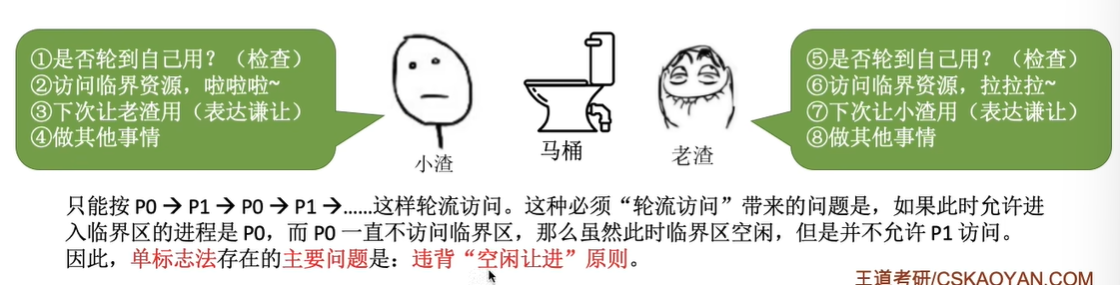 ①是否轮到自己用？（检查）
②访问临界资源，啦啦啦~
③下次让老渣用（表达谦让）
④做其他事情
小渣
马桶
老渣
⑤是否轮到自己用？（检查）
⑥访问临界资源，拉拉拉~
⑦下次让小渣用（表达谦让）
⑧做其他事情
只能按 P0 → P1 → P0 → P1 →……这样轮流访问。这种必须“轮流访问”带来的问题是，如果此时允许进
入临界区的进程是 P0，而 P0 一直不访问临界区，那么虽然此时临界区空闲，但是并不允许 P1 访问。
因此，单标志法存在的主要问题是：违背“空闲让进”原则。
王道考研/CSKAOYAN.COM